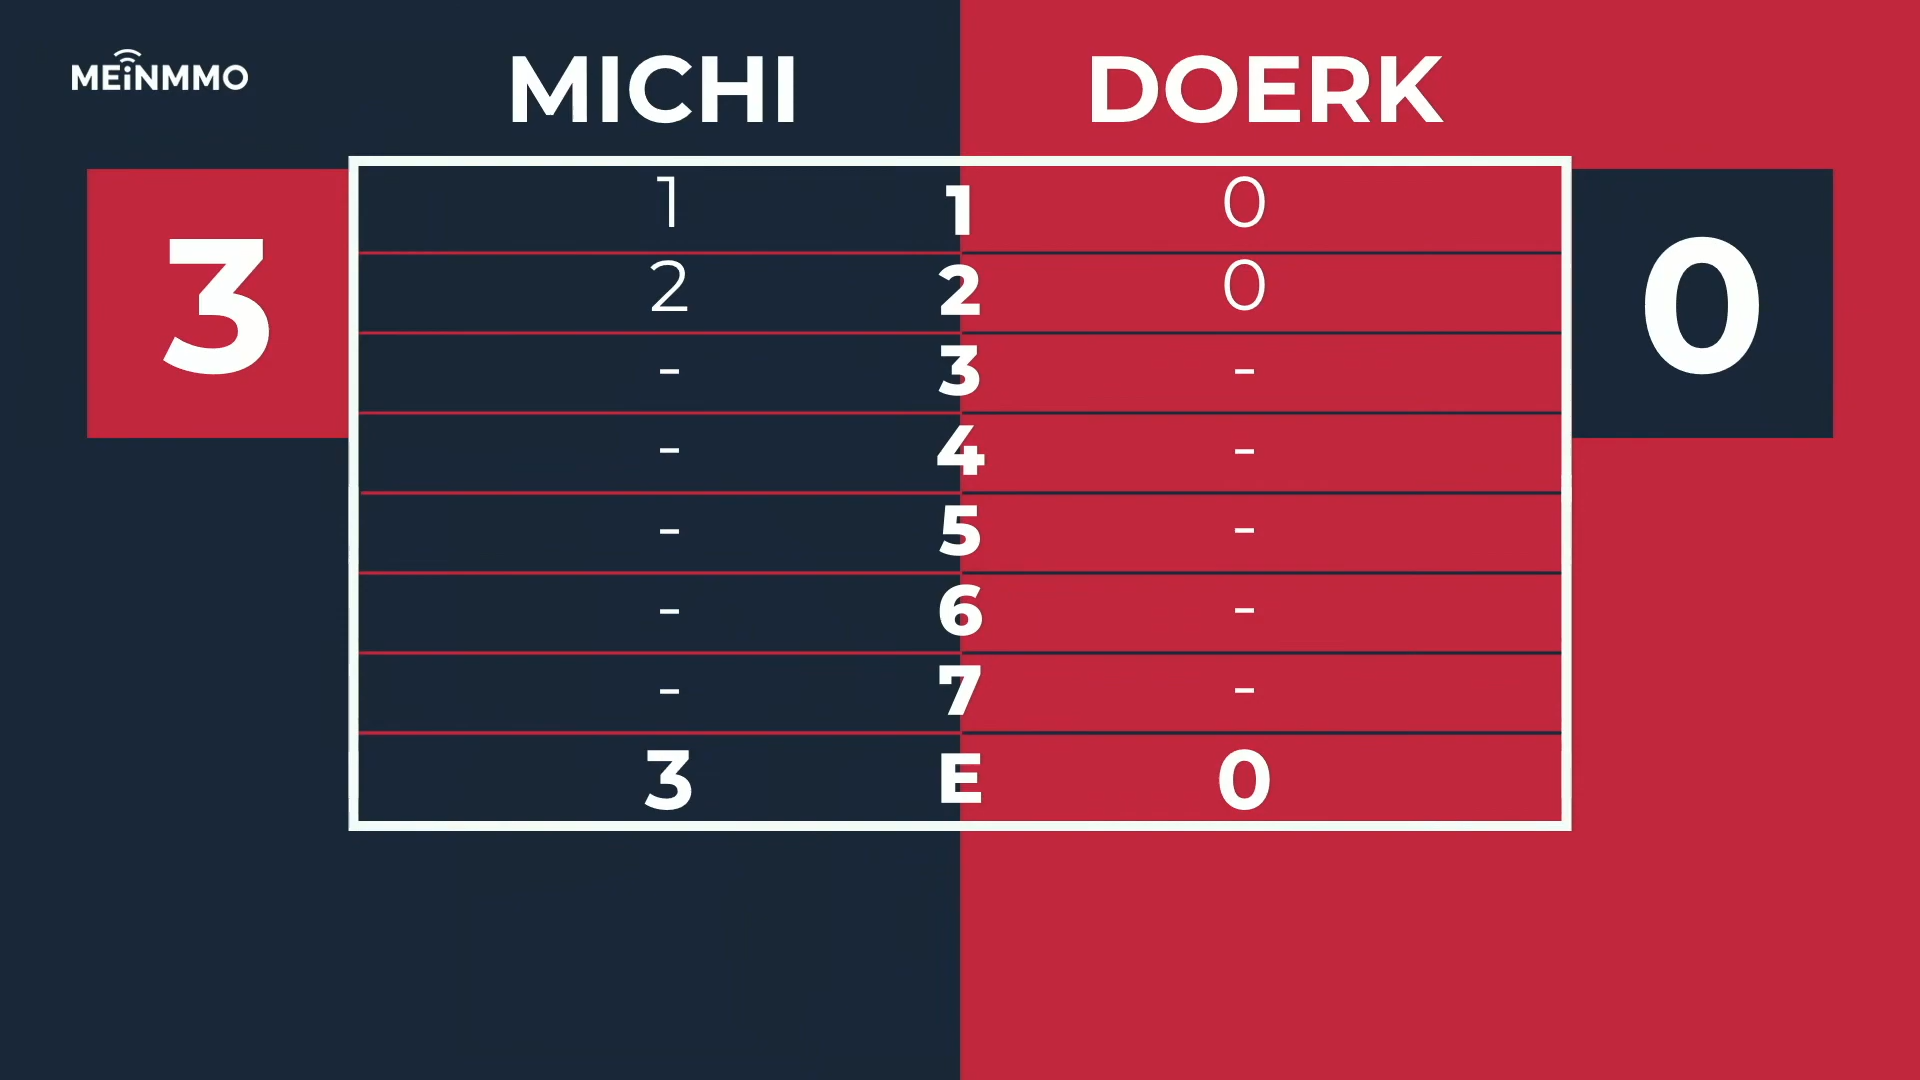 MEiNMMO
MICHI DOERK
3 0
1 1 0
2 2 0
- 3 -
- 4 -
- 5 -
- 6 -
- 7 -
3 E 0